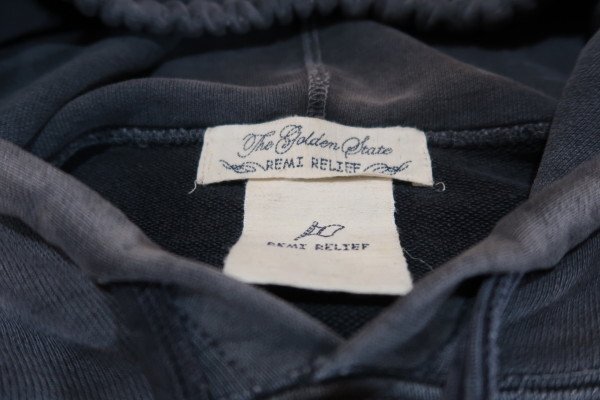 The Golden State
REMI RELIEF
REMI RELIEF